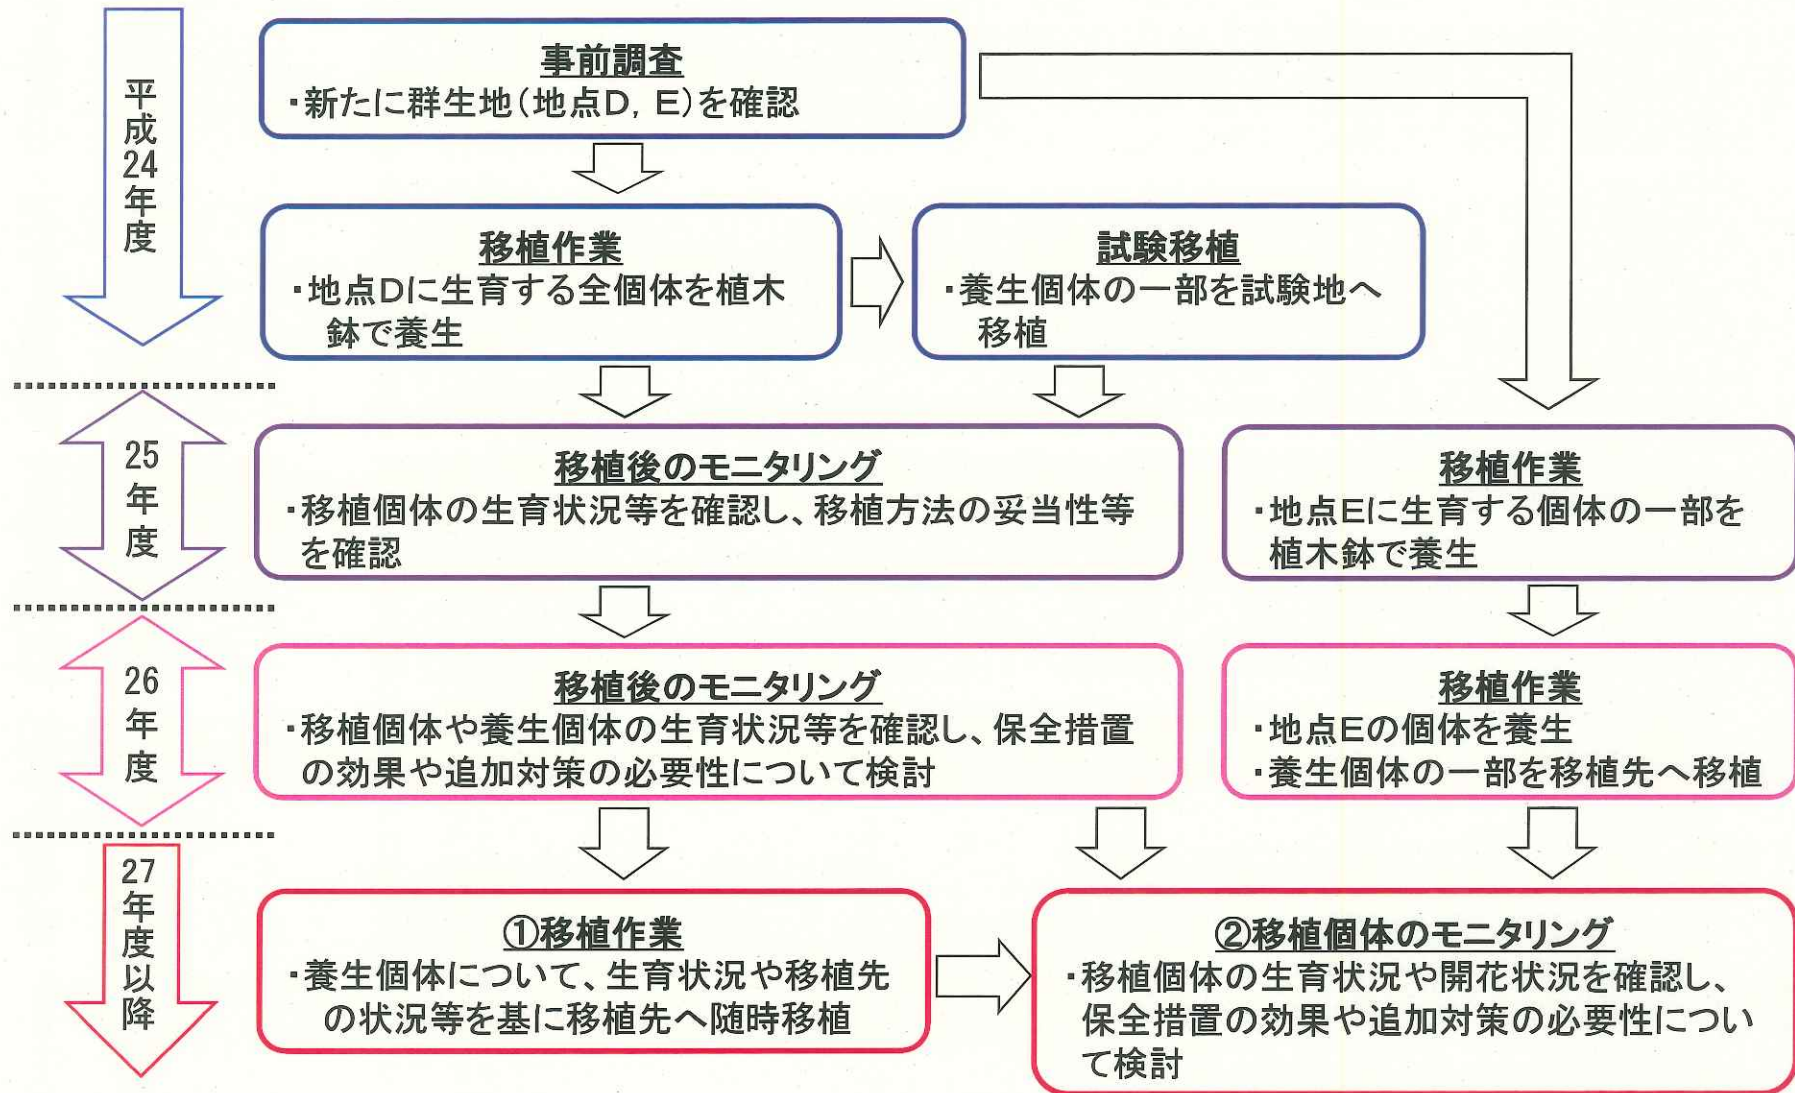 平成24年度
事前調査
・新たに群生地(地点D, E)を確認
移植作業
・地点Dに生育する全個体を植木
鉢で養生
試験移植
・養生個体の一部を試験地へ
移植
25年度
移植後のモニタリング
・移植個体の生育状況等を確認し、移植方法の妥当性等
を確認
移植作業
・地点Eに生育する個体の一部を
植木鉢で養生
26年度
移植後のモニタリング
・移植個体や養生個体の生育状況等を確認し、保全措置
の効果や追加対策の必要性について検討
移植作業
・地点Eの個体を養生
・養生個体の一部を移植先へ移植
27年度以降
①移植作業
・養生個体について、生育状況や移植先
の状況等を基に移植先へ随時移植
②移植個体のモニタリング
・移植個体の生育状況や開花状況を確認し、
保全措置の効果や追加対策の必要性につい
て検討